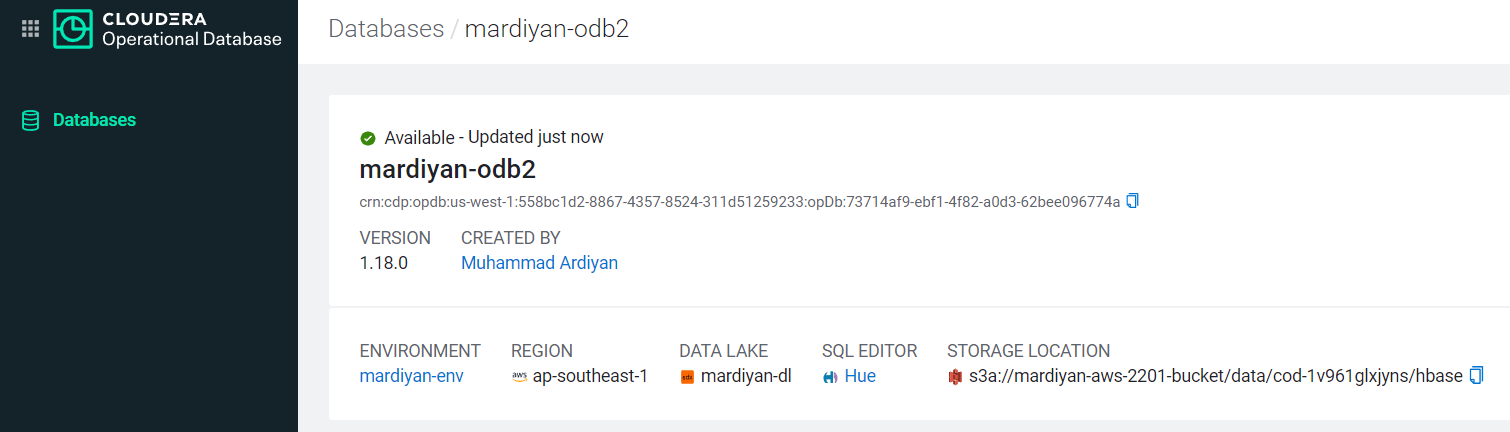 CLOUDERA
Operational Database
Databases / mardiyan-odb2
Databases
Available - Updated just now
mardiyan-odb2
crn:cdp:opdb:us-west-1:558bc1d2-8867-4357-8524-311d51259233:opDb:73714af9-ebf1-4f82-a0d3-62bee096774a
VERSION CREATED BY
1.18.0 Muhammad Ardiyan
ENVIRONMENT REGION DATA LAKE SQL EDITOR STORAGE LOCATION
mardiyan-env aws ap-southeast-1 sdx mardiyan-dl Hue s3a://mardiyan-aws-2201-bucket/data/cod-1v961glxjyns/hbase